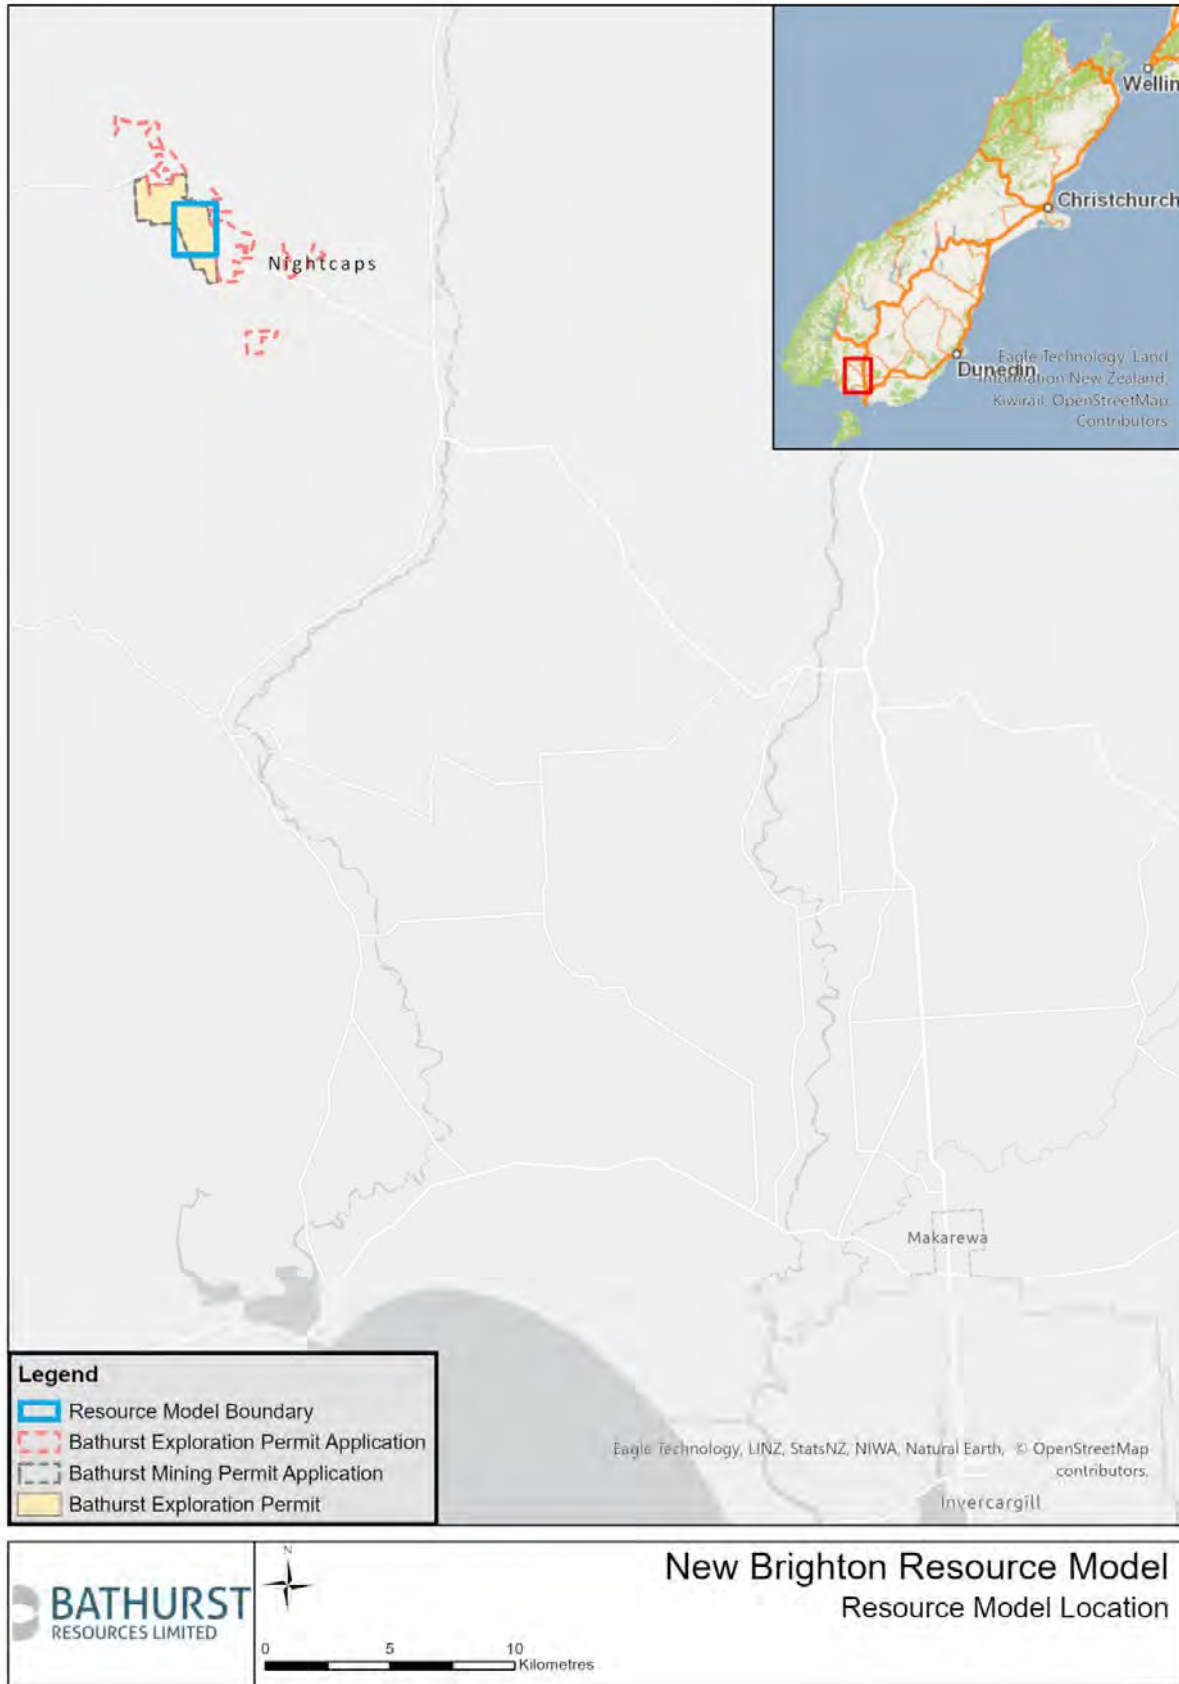 Wellin
Christchurch
Dunedin
Eagle Technology, Land
Information New Zealand,
Kiwirail, OpenStreetMap
Contributors
Nightcaps
Makarewa
Legend
Resource Model Boundary
Bathurst Exploration Permit Application
Bathurst Mining Permit Application
Bathurst Exploration Permit
Eagle Technology, LINZ, StatsNZ, NIWA, Natural Earth, © OpenStreetMap
contributors.
Invercargill
BATHURST
RESOURCES LIMITED
N
0 5 10
Kilometres
New Brighton Resource Model
Resource Model Location